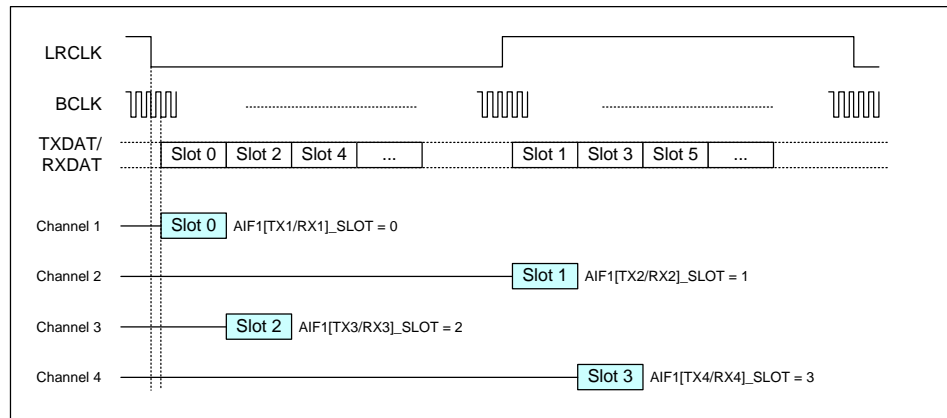 LRCLK
BCLK
TXDAT/
RXDAT
Slot 0 Slot 2 Slot 4 ... Slot 1 Slot 3 Slot 5 ...
Channel 1 Slot 0 AIF1[TX1/RX1]_SLOT = 0
Channel 2 Slot 1 AIF1[TX2/RX2]_SLOT = 1
Channel 3 Slot 2 AIF1[TX3/RX3]_SLOT = 2
Channel 4 Slot 3 AIF1[TX4/RX4]_SLOT = 3